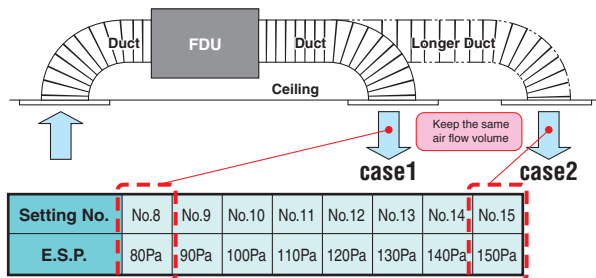 Duct FDU Duct Longer Duct
Ceiling
Keep the same
air flow volume
case1 case2
Setting No. No.8 No.9 No.10 No.11 No.12 No.13 No.14 No.15
E.S.P. 80Pa 90Pa 100Pa 110Pa 120Pa 130Pa 140Pa 150Pa